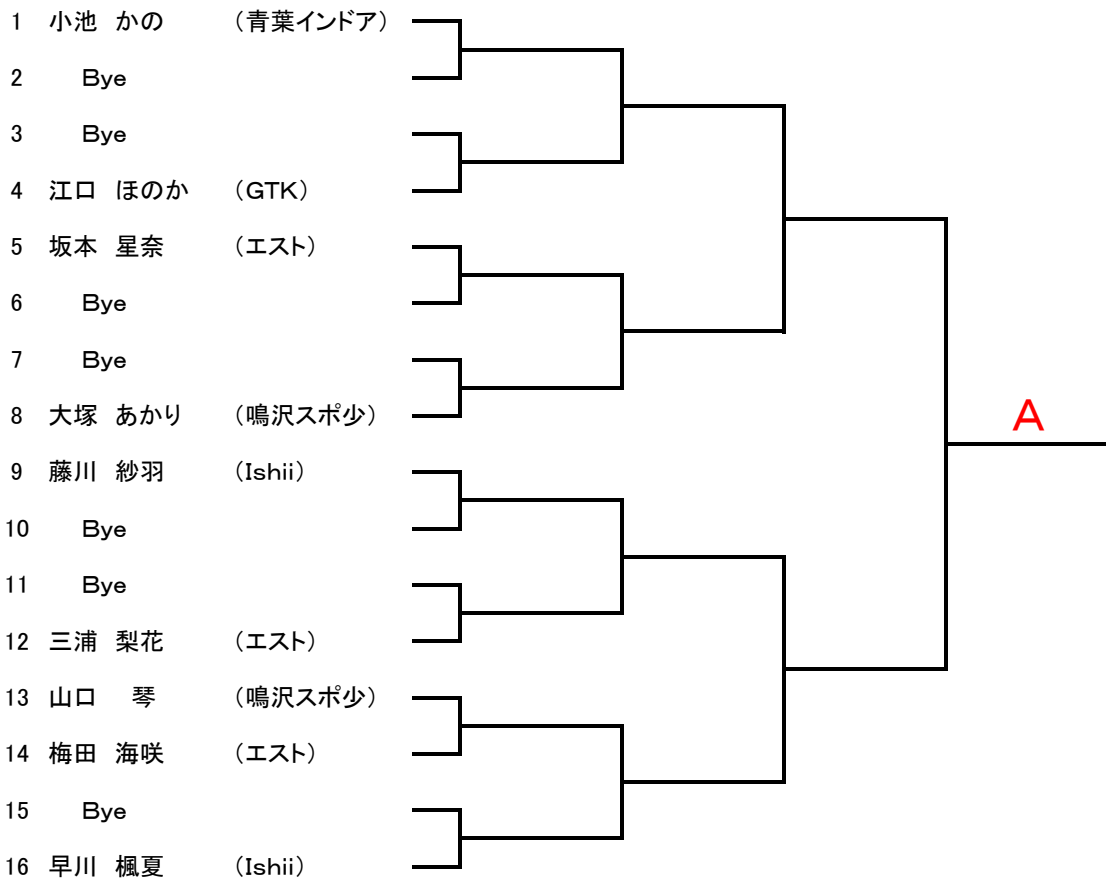 1 小池 かの （青葉インドア）
2 Bye
3 Bye
4 江口 ほのか （GTK）
5 坂本 星奈 （エスト）
6 Bye
7 Bye
8 大塚 あかり （鳴沢スポ少）
A
9 藤川 紗羽 （Ishii）
10 Bye
11 Bye
12 三浦 梨花 （エスト）
13 山口 琴 （鳴沢スポ少）
14 梅田 海咲 （エスト）
15 Bye
16 早川 楓夏 （Ishii）